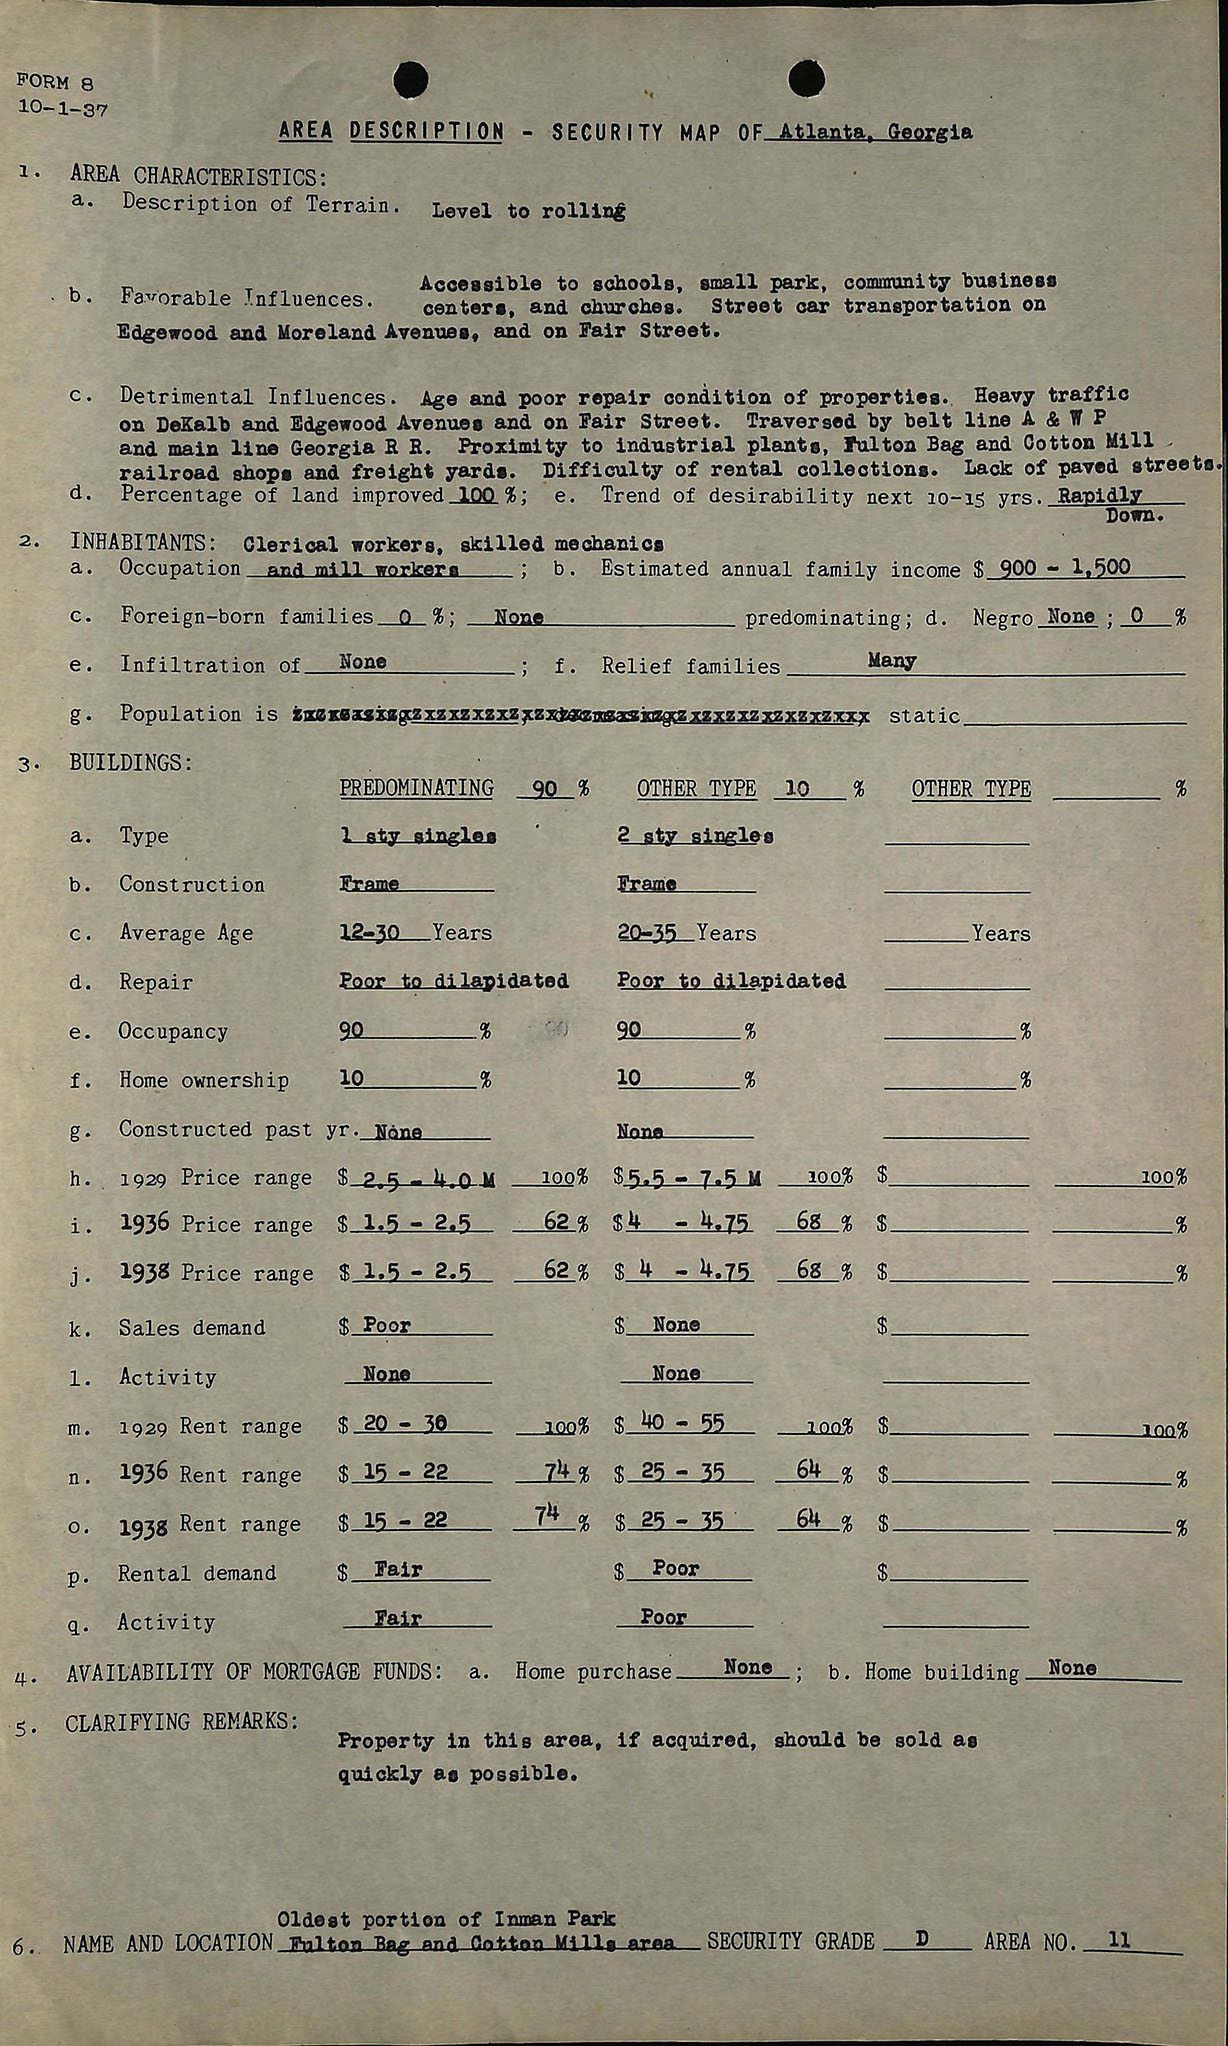 FORM 8
10-1-37
AREA DESCRIPTION - SECURITY MAP OF Atlanta, Georgia
1. AREA CHARACTERISTICS:
a. Description of Terrain. Level to rolling
b. Favorable Influences. Accessible to schools, small park, community business
centers, and churches. Street car transportation on
Edgewood and Moreland Avenues, and on Fair Street.
c. Detrimental Influences. Age and poor repair condition of properties. Heavy traffic
on DeKalb and Edgewood Avenues and on Fair Street. Traversed by belt line A & W P
and main line Georgia R R. Proximity to industrial plants, Fulton Bag and Cotton Mill
railroad shops and freight yards. Difficulty of rental collections. Lack of paved streets.
d. Percentage of land improved 100 %; e. Trend of desirability next 10-15 yrs. Rapidly
Down.
2. INHABITANTS: Clerical workers, skilled mechanics
a. Occupation and mill workers ; b. Estimated annual family income $ 900 - 1,500
c. Foreign-born families 0 %; None predominating; d. Negro None ; 0 %
e. Infiltration of None ; f. Relief families Many
g. Population is static
3. BUILDINGS:
PREDOMINATING 90 % OTHER TYPE 10 % OTHER TYPE %
a. Type 1 sty singles 2 sty singles
b. Construction Frame Frame
c. Average Age 12-30 Years 20-35 Years Years
d. Repair Poor to dilapidated Poor to dilapidated
e. Occupancy 90 % 90 % %
f. Home ownership 10 % 10 % %
g. Constructed past yr. None None
h. 1929 Price range $ 2.5 - 4.0 M 100% $ 5.5 - 7.5 M 100% $ 100%
i. 1936 Price range $ 1.5 - 2.5 62 % $ 4 - 4.75 68 % $ %
j. 1938 Price range $ 1.5 - 2.5 62 % $ 4 - 4.75 68 % $ %
k. Sales demand $ Poor $ None $
l. Activity None None
m. 1929 Rent range $ 20 - 30 100% $ 40 - 55 100% $ 100%
n. 1936 Rent range $ 15 - 22 74 % $ 25 - 35 64 % $ %
o. 1938 Rent range $ 15 - 22 74 % $ 25 - 35 64 % $ %
p. Rental demand $ Fair $ Poor $
q. Activity Fair Poor
4. AVAILABILITY OF MORTGAGE FUNDS: a. Home purchase None ; b. Home building None
5. CLARIFYING REMARKS:
Property in this area, if acquired, should be sold as
quickly as possible.
Oldest portion of Inman Park
6. NAME AND LOCATION Fulton Bag and Cotton Mills area SECURITY GRADE D AREA NO. 11